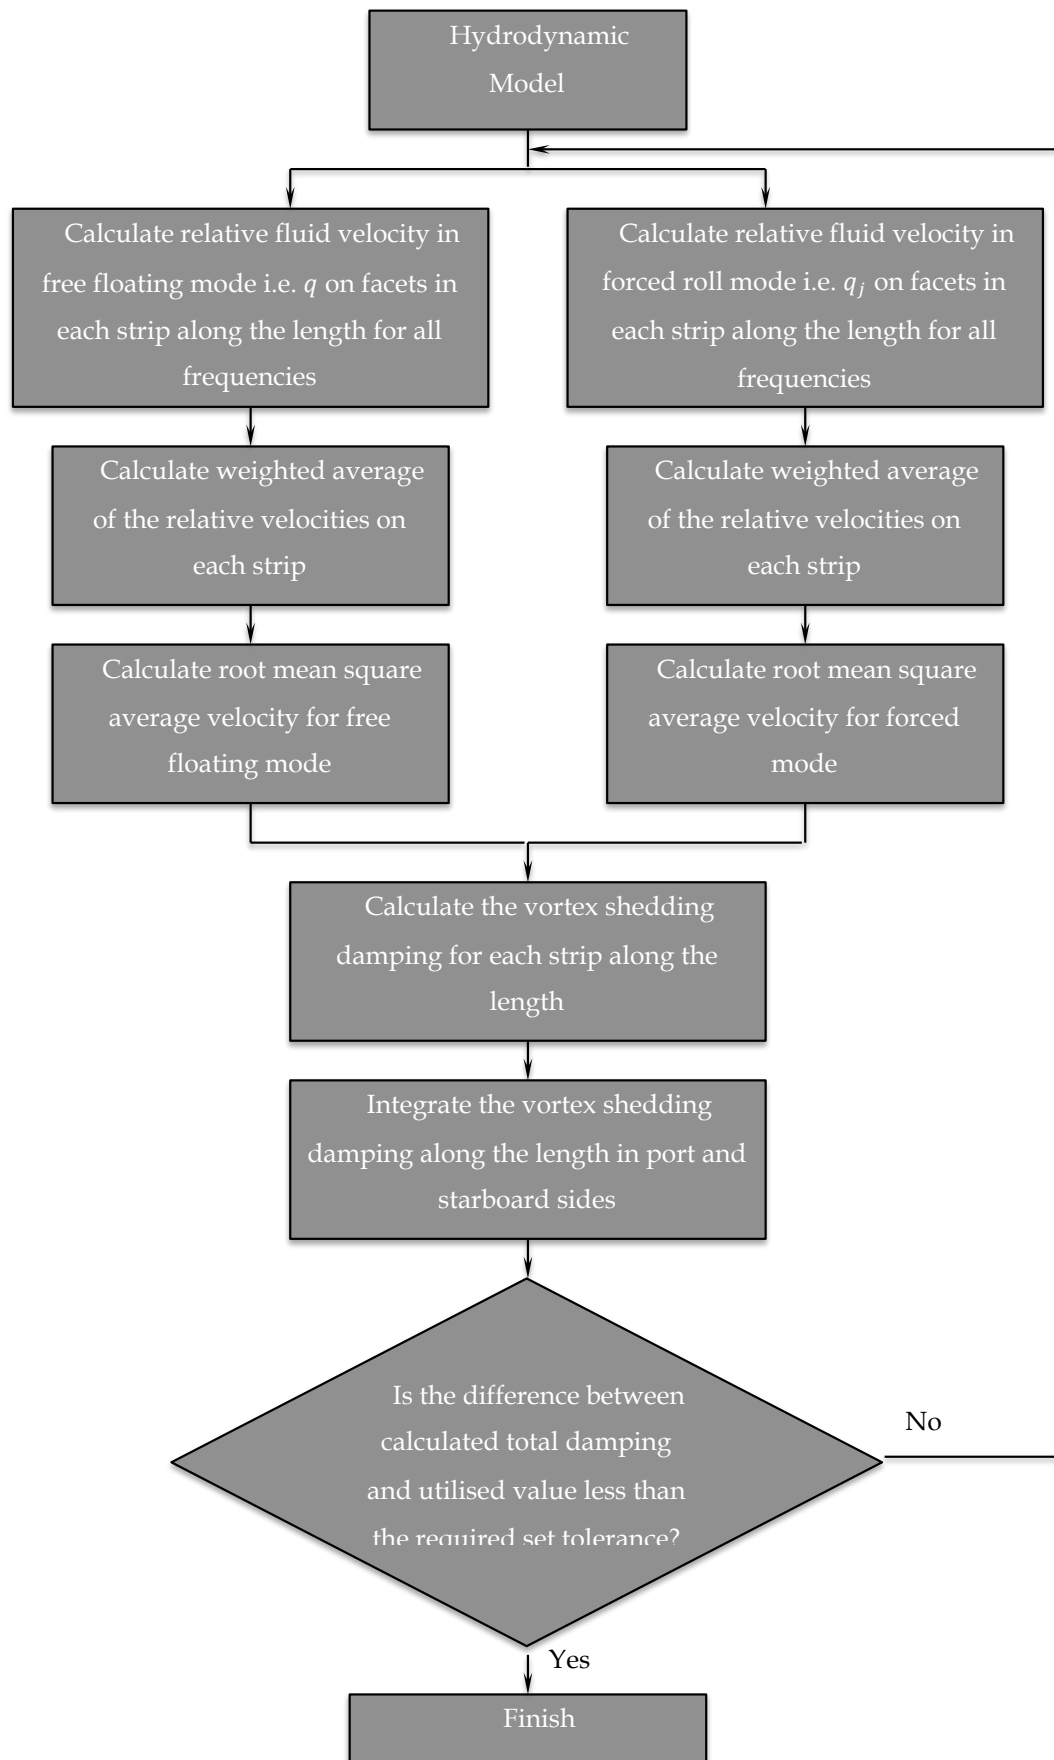 Hydrodynamic
Model
Calculate relative fluid velocity in
free floating mode i.e. q on facets in
each strip along the length for all
frequencies
Calculate relative fluid velocity in
forced roll mode i.e. qⱼ on facets in
each strip along the length for all
frequencies
Calculate weighted average
of the relative velocities on
each strip
Calculate weighted average
of the relative velocities on
each strip
Calculate root mean square
average velocity for free
floating mode
Calculate root mean square
average velocity for forced
mode
Calculate the vortex shedding
damping for each strip along the
length
Integrate the vortex shedding
damping along the length in port and
starboard sides
Is the difference between
calculated total damping
and utilised value less than
the required set tolerance?
No
Yes
Finish